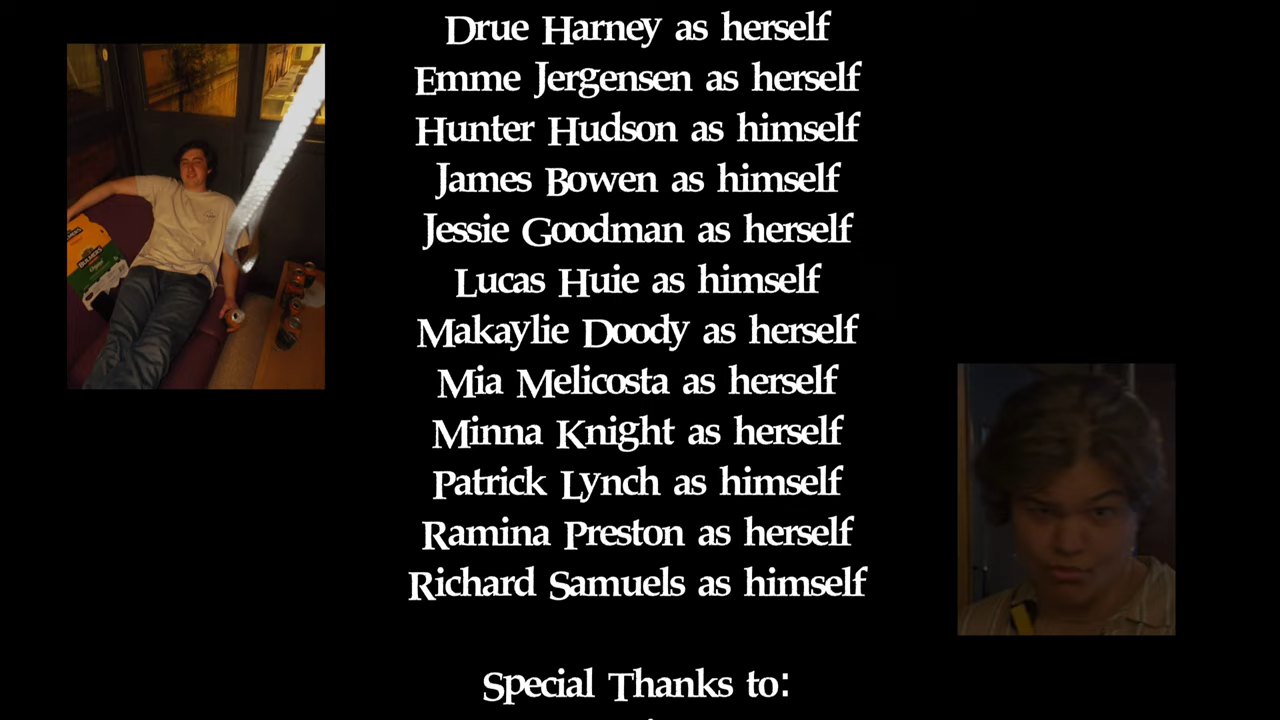 Drue Harney as herself
Emme Jergensen as herself
Hunter Hudson as himself
James Bowen as himself
Jessie Goodman as herself
Lucas Huie as himself
Makaylie Doody as herself
Mia Melicosta as herself
Minna Knight as herself
Patrick Lynch as himself
Ramina Preston as herself
Richard Samuels as himself
Special Thanks to:
BULMERS